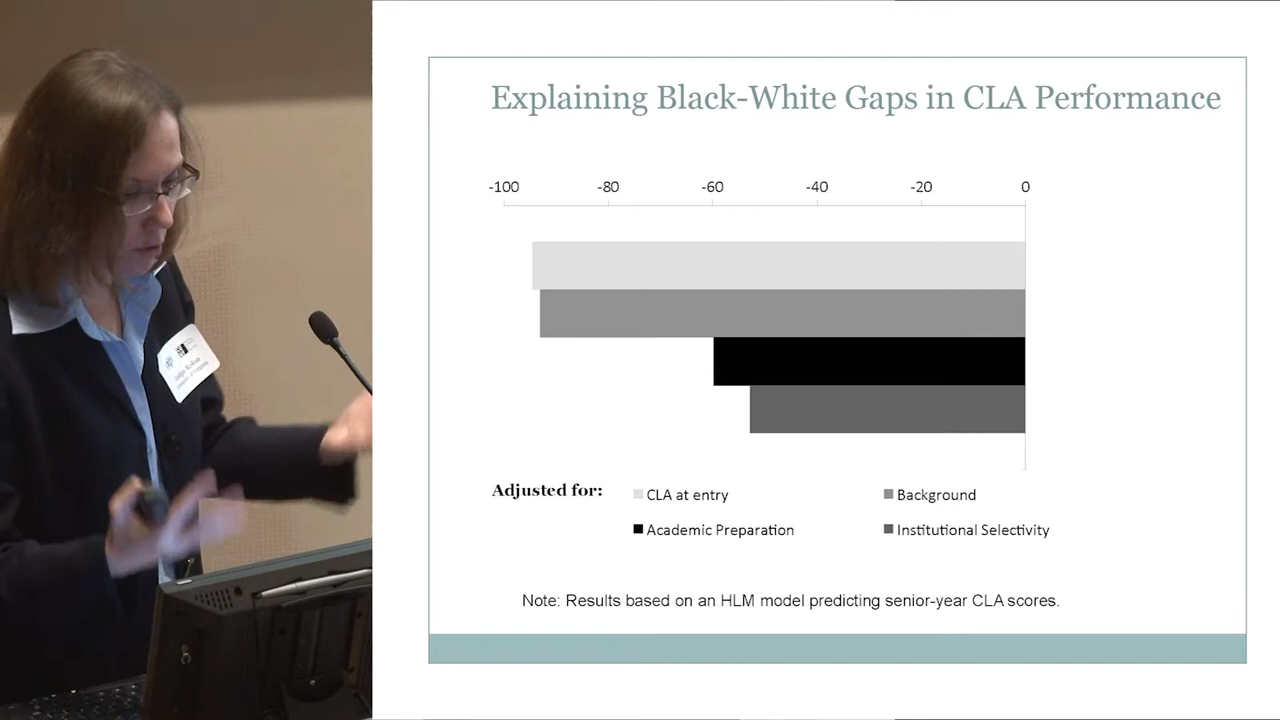 Explaining Black-White Gaps in CLA Performance
-100 -80 -60 -40 -20 0
Adjusted for: CLA at entry Background
Academic Preparation Institutional Selectivity
Note: Results based on an HLM model predicting senior-year CLA scores.